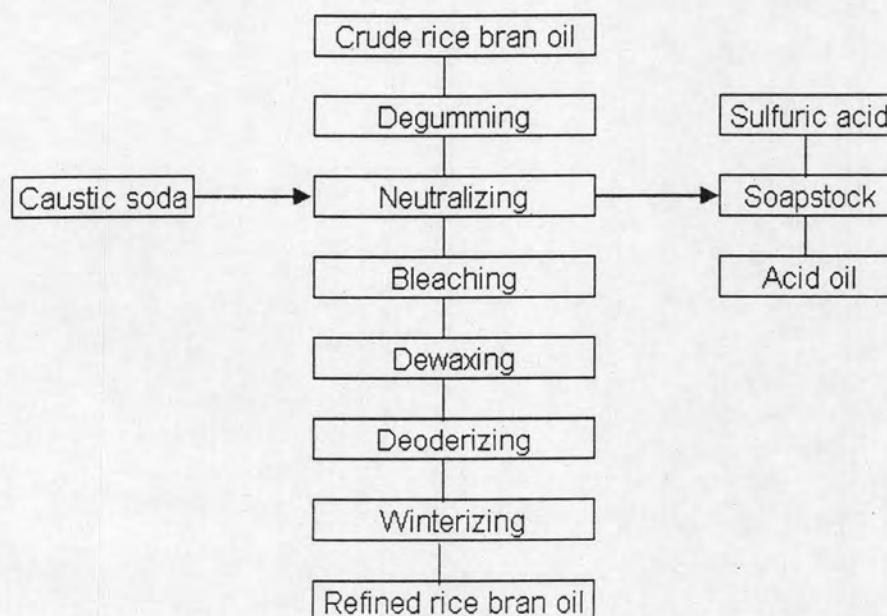 Crude rice bran oil
Degumming
Sulfuric acid
Caustic soda
Neutralizing
Soapstock
Bleaching
Acid oil
Dewaxing
Deoderizing
Winterizing
Refined rice bran oil